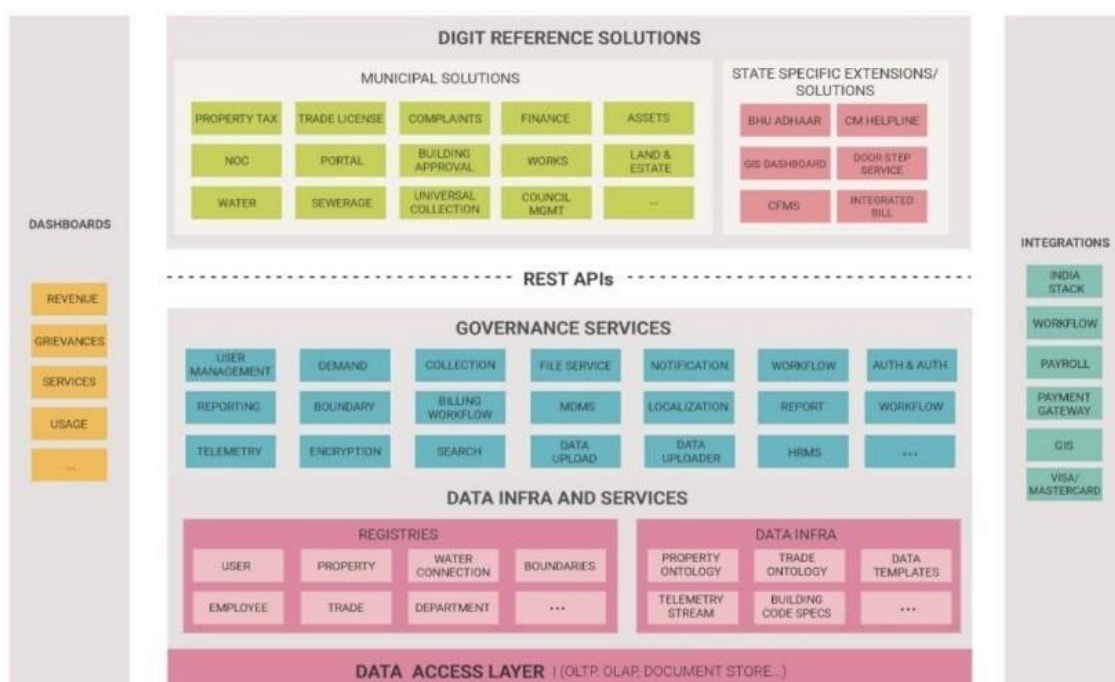 DASHBOARDS
REVENUE
GRIEVANCES
SERVICES
USAGE
...
DIGIT REFERENCE SOLUTIONS
MUNICIPAL SOLUTIONS
PROPERTY TAX
TRADE LICENSE
COMPLAINTS
FINANCE
ASSETS
NOC
PORTAL
BUILDING
APPROVAL
WORKS
LAND &
ESTATE
WATER
SEWERAGE
UNIVERSAL
COLLECTION
COUNCIL
MGMT
...
STATE SPECIFIC EXTENSIONS/
SOLUTIONS
BHU ADHAAR
CM HELPLINE
GIS DASHBOARD
DOOR STEP
SERVICE
CFMS
INTEGRATED
BILL
REST APIs
GOVERNANCE SERVICES
USER
MANAGEMENT
DEMAND
COLLECTION
FILE SERVICE
NOTIFICATION
WORKFLOW
AUTH & AUTH
REPORTING
BOUNDARY
BILLING
WORKFLOW
MDMS
LOCALIZATION
REPORT
WORKFLOW
TELEMETRY
ENCRYPTION
SEARCH
DATA
UPLOAD
DATA
UPLOADER
HRMS
...
DATA INFRA AND SERVICES
REGISTRIES
USER
PROPERTY
WATER
CONNECTION
BOUNDARIES
EMPLOYEE
TRADE
DEPARTMENT
...
DATA INFRA
PROPERTY
ONTOLOGY
TRADE
ONTOLOGY
DATA
TEMPLATES
TELEMETRY
STREAM
BUILDING
CODE SPECS
...
DATA ACCESS LAYER | (OLTP, OLAP, DOCUMENT STORE...)
INTEGRATIONS
INDIA
STACK
WORKFLOW
PAYROLL
PAYMENT
GATEWAY
GIS
VISA/
MASTERCARD